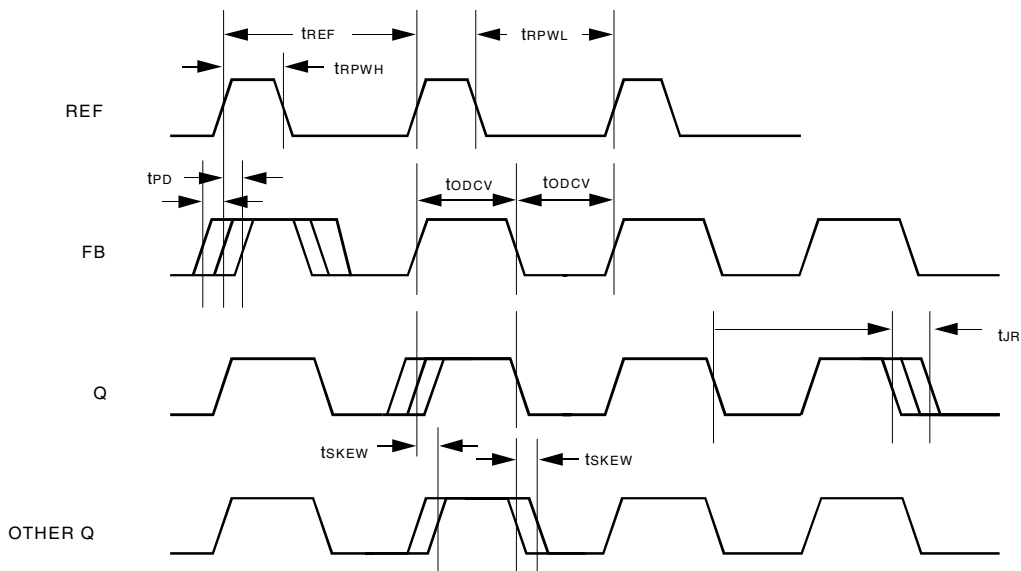 tREF
tRPWL
tRPWH
REF
tPD
tODCV
tODCV
FB
tJR
Q
tSKEW
tSKEW
OTHER Q